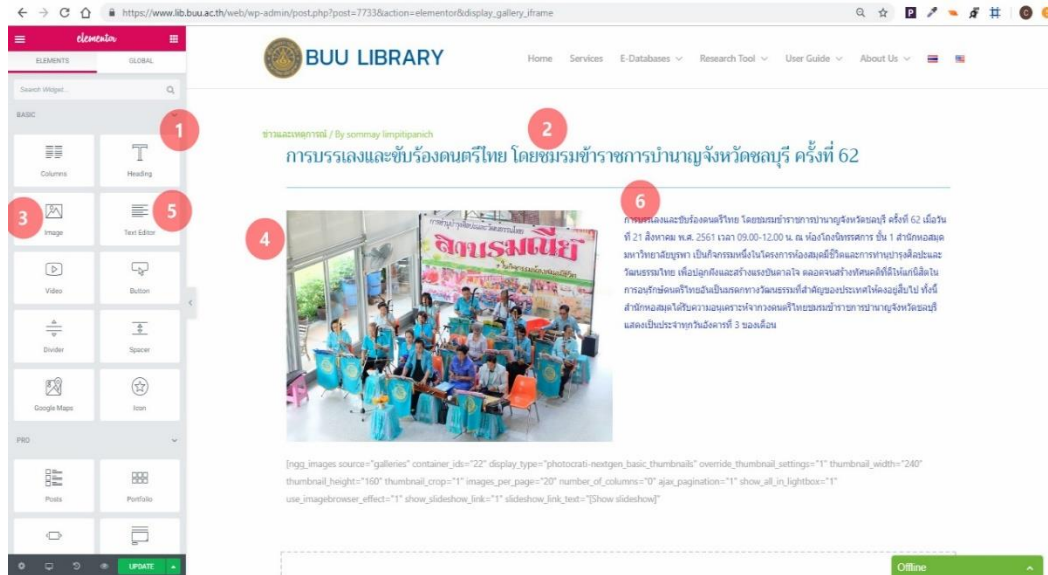 https://www.lib.buu.ac.th/web/wp-admin/post.php?post=7733&action=elementor&display_gallery_iframe
elementor
ELEMENTS
GLOBAL
Search Widget...
BASIC
1
Columns
Heading
3
5
Image
Text Editor
Video
Button
Divider
Spacer
Google Maps
Icon
PRO
Posts
Portfolio
UPDATE
BUU LIBRARY
Home Services E-Databases Research Tool User Guide About Us
ข่าวและเหตุการณ์ / By sommay limpitipanich
2
การบรรเลงและขับร้องดนตรีไทย โดยชมรมข้าราชการบำนาญจังหวัดชลบุรี ครั้งที่ 62
4
สานรมณีย์
6
การบรรเลงและขับร้องดนตรีไทย โดยชมรมข้าราชการบำนาญจังหวัดชลบุรี ครั้งที่ 62 เมื่อวัน
ที่ 21 สิงหาคม พ.ศ. 2561 เวลา 09.00-12.00 น. ณ ห้องโถงนิทรรศการ ชั้น 1 สำนักหอสมุด
มหาวิทยาลัยบูรพา เป็นกิจกรรมหนึ่งในโครงการห้องสมุดมีชีวิตและการทำนุบำรุงศิลปะและ
วัฒนธรรมไทย เพื่อปลูกฝังและสร้างแรงบันดาลใจ ตลอดจนสร้างทัศนคติที่ดีให้แก่นิสิตใน
การอนุรักษ์ดนตรีไทยอันเป็นมรดกทางวัฒนธรรมที่สำคัญของประเทศให้คงอยู่สืบไป ทั้งนี้
สำนักหอสมุดได้รับความอนุเคราะห์จากวงดนตรีไทยชมรมข้าราชการบำนาญจังหวัดชลบุรี
แสดงเป็นประจำทุกวันอังคารที่ 3 ของเดือน
[ngg_images source="galleries" container_ids="22" display_type="photocrati-nextgen_basic_thumbnails" override_thumbnail_settings="1" thumbnail_width="240"
thumbnail_height="160" thumbnail_crop="1" images_per_page="20" number_of_columns="0" ajax_pagination="1" show_all_in_lightbox="1"
use_imagebrowser_effect="1" show_slideshow_link="1" slideshow_link_text="[Show slideshow]"
Offline